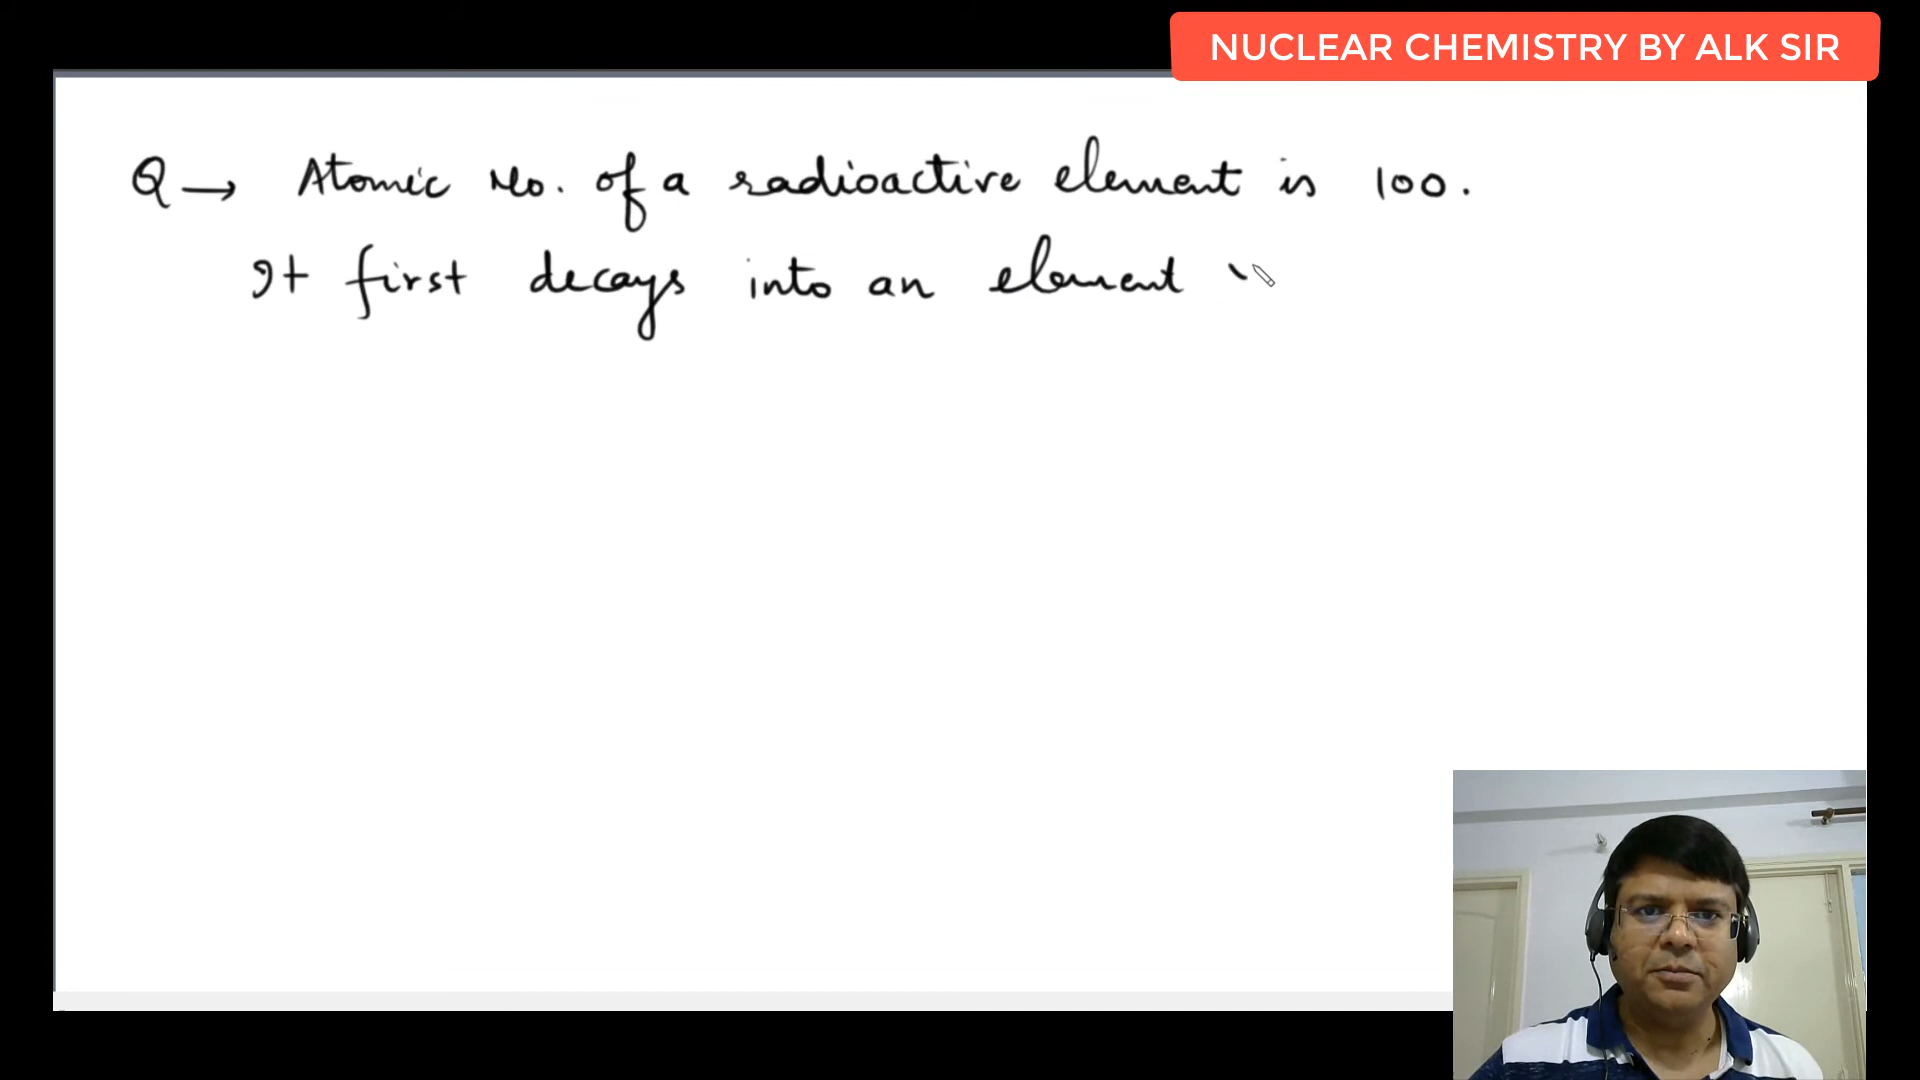 NUCLEAR CHEMISTRY BY ALK SIR
Q → Atomic No. of a radioactive element is 100.
It first decays into an element